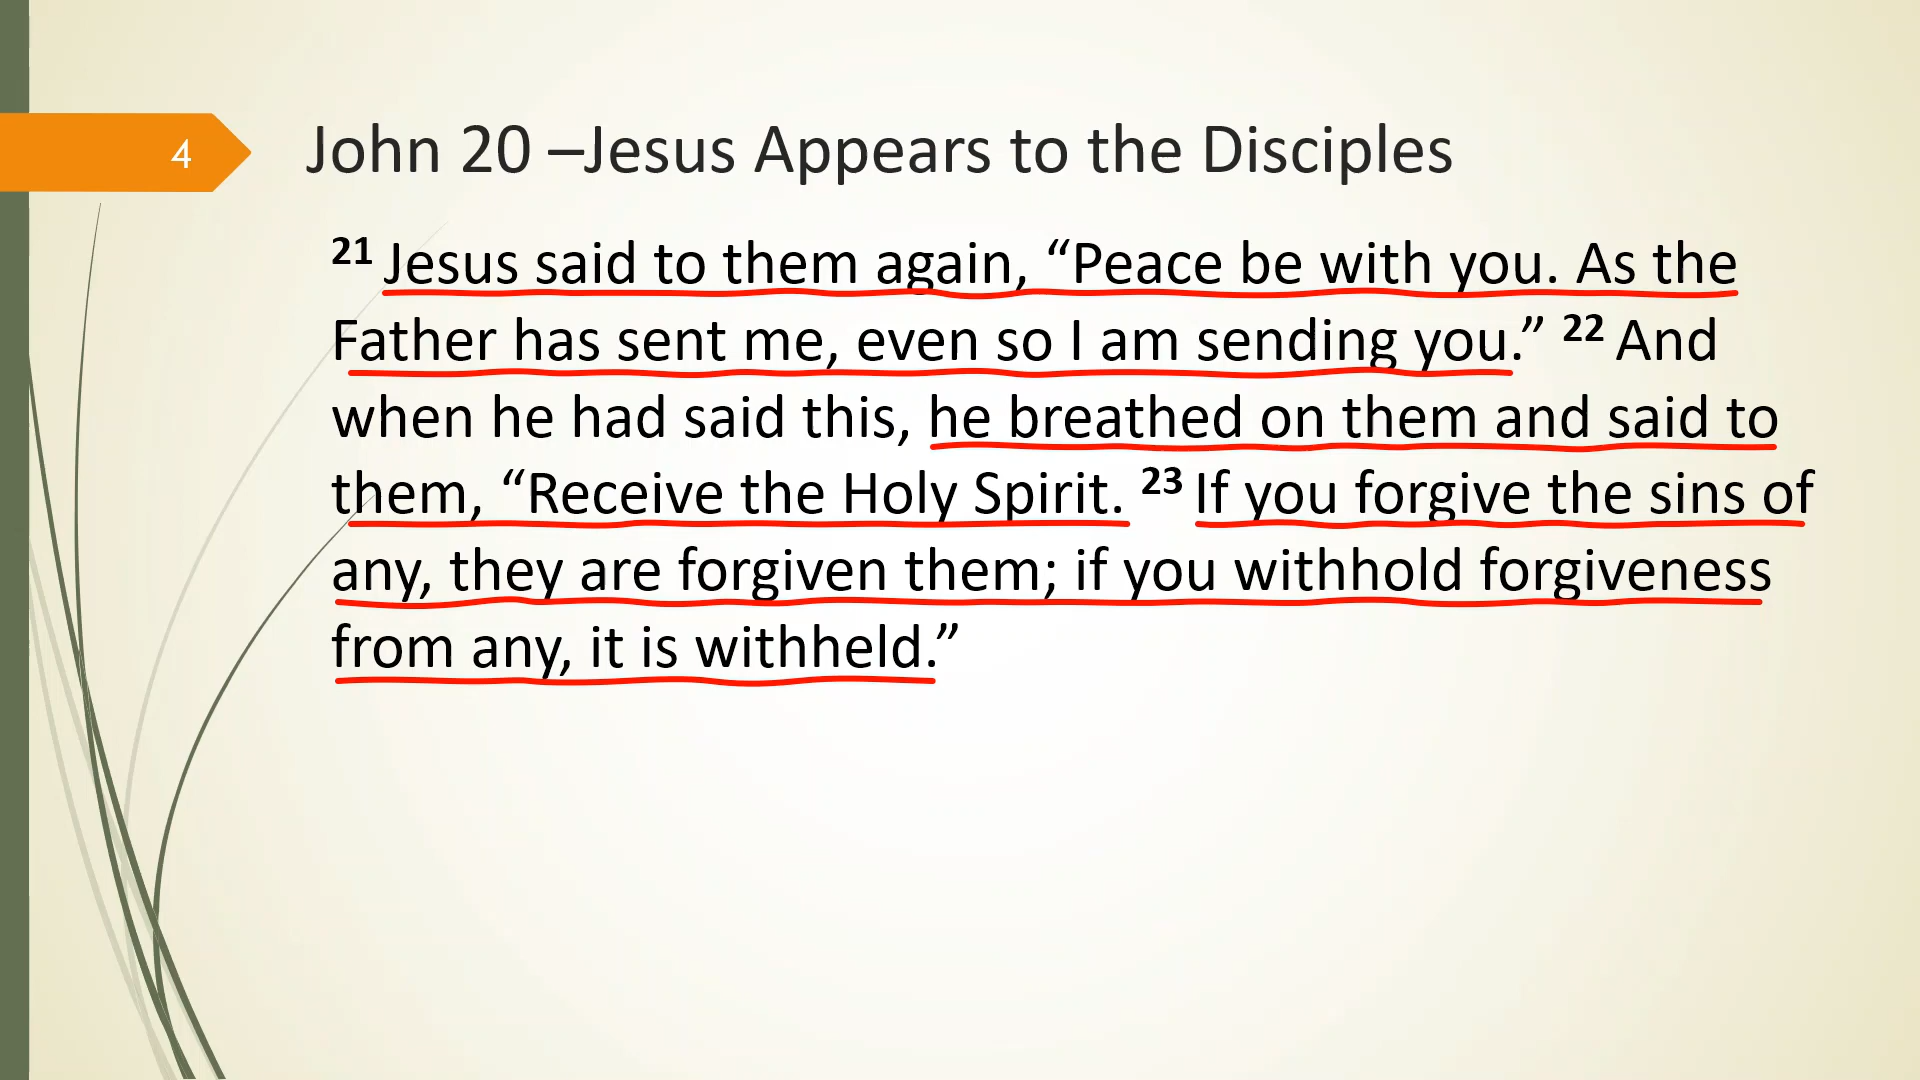 4
John 20 –Jesus Appears to the Disciples
21 Jesus said to them again, “Peace be with you. As the
Father has sent me, even so I am sending you.” 22 And
when he had said this, he breathed on them and said to
them, “Receive the Holy Spirit. 23 If you forgive the sins of
any, they are forgiven them; if you withhold forgiveness
from any, it is withheld.”